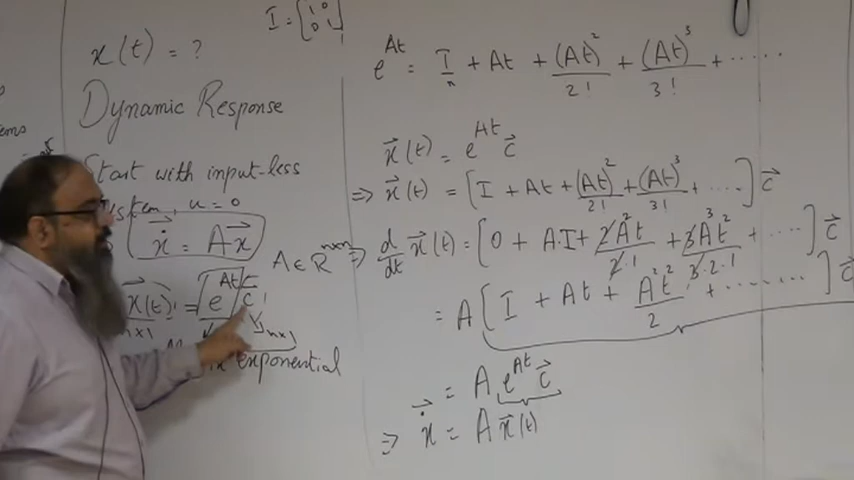 I = [1 0
0 1]
x(t) = ?
Dynamic Response
Start with input-less
, u = 0
ẋ = Ax
A ∈ R^{n×n}
x(t) = e^{At} c
n×1
n×1
exponential
e^{At} = I + At + (At)²/2! + (At)³/3! + ......
n
x(t) = e^{At} c
⇒ x(t) = [I + At + (At)²/2! + (At)³/3! + ....] c
⇒ d/dt x(t) = [0 + A·I + 2A²t/2·1 + 3A³t²/3·2·1 + ....] c
= A[I + At + A²t²/2 + ........] c
= A e^{At} c
⇒ ẋ = A x(t)